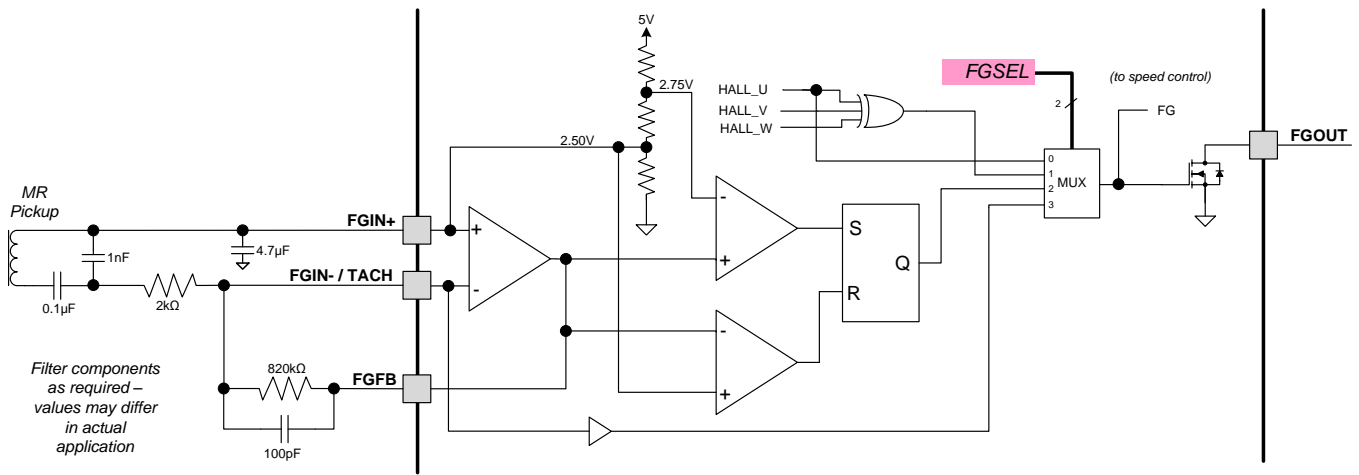 5V
2.75V
2.50V
HALL_U
HALL_V
HALL_W
FGSEL
2
(to speed control)
FG
0
1
2
3
MUX
FGOUT
MR
Pickup
1nF
0.1µF
2kΩ
4.7µF
FGIN+
FGIN- / TACH
FGFB
820kΩ
100pF
+
-
-
+
-
+
S
R
Q
Filter components
as required –
values may differ
in actual
application